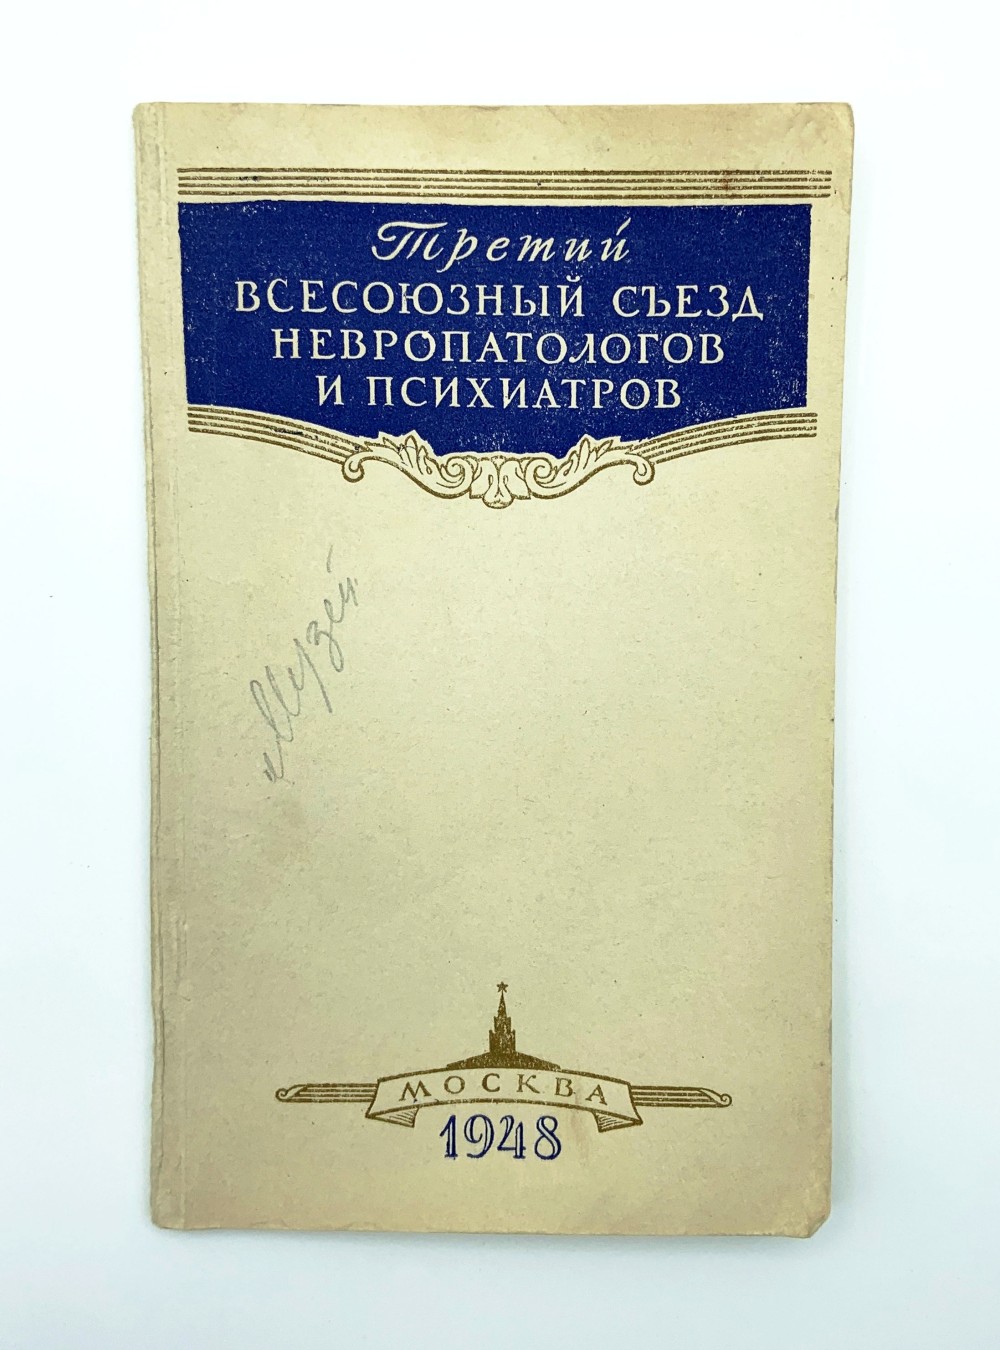 Третий
ВСЕСОЮЗНЫЙ СЪЕЗД
НЕВРОПАТОЛОГОВ
И ПСИХИАТРОВ
Музей
МОСКВА
1948